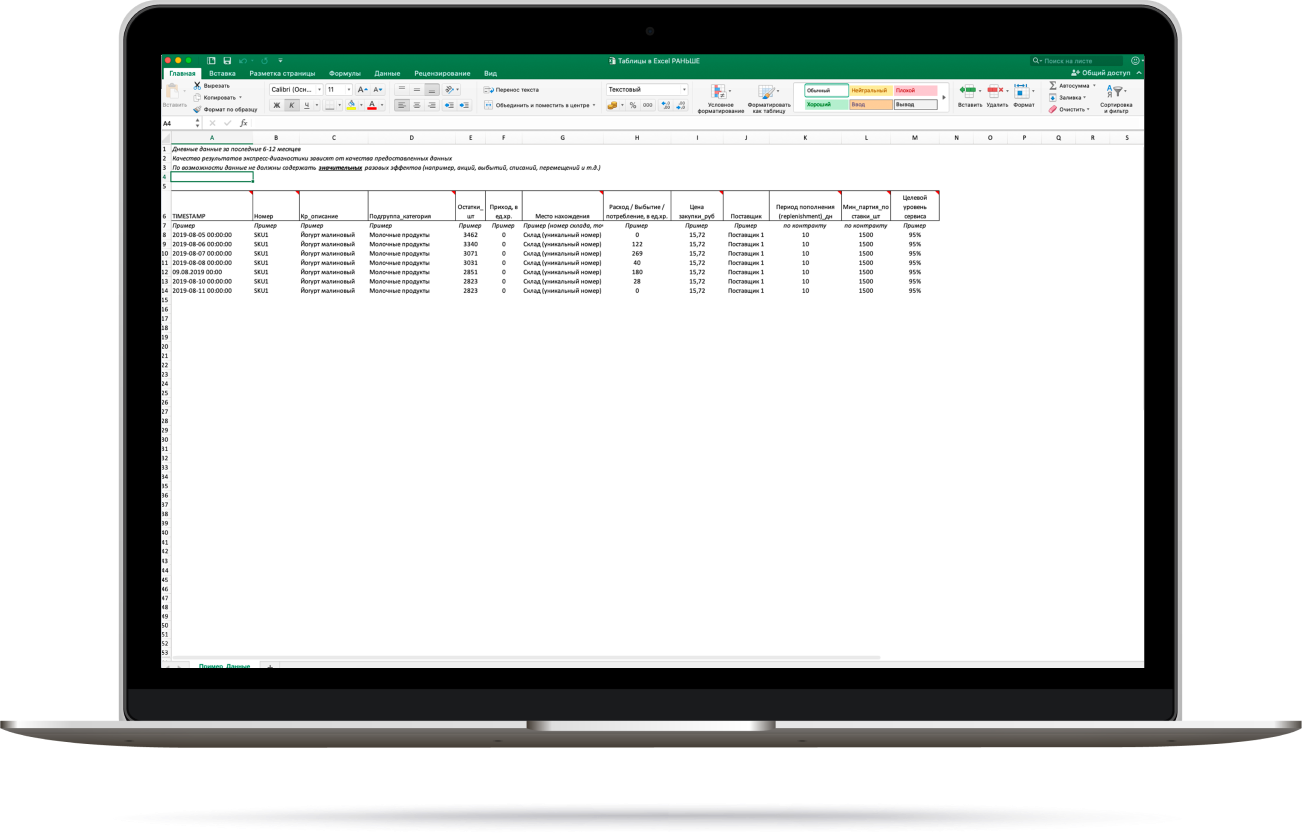 Таблицы в Excel РАНЬШЕ
Поиск на листе
Главная Вставка Разметка страницы Формулы Данные Рецензирование Вид
Общий доступ
Вставить
Вырезать
Копировать
Формат по образцу
Calibri (Осн... 11
Ж К Ч
Перенос текста
Объединить и поместить в центре
Текстовый
% 000
Условное форматирование
Форматировать как таблицу
Обычный Нейтральный Плохой
Хороший Ввод Вывод
Вставить Удалить Формат
Автосумма
Заливка
Очистить
Сортировка и фильтр
A4 fx
A B C D E F G H I J K L M N O P Q R S
1 Дневные данные за последние 6-12 месяцев
2 Качество результатов экспресс-диагностики зависят от качества предоставленных данных
3 По возможности данные не должны содержать значительных разовых эффектов (например, акций, выбытий, списаний, перемещений и т.д.)
4
5
6 TIMESTAMP Номер Кр_описание Подгруппа_категория Остатки_шт Приход, в ед.хр. Место нахождения Расход / Выбытие / потребление, в ед.хр. Цена закупки_руб Поставщик Период пополнения (replenishment)_дн Мин_партия_поставки_шт Целевой уровень сервиса
7 Пример Пример Пример Пример Пример Пример Пример (номер склада, то Пример Пример Пример по контракту по контракту Пример
8 2019-08-05 00:00:00 SKU1 Йогурт малиновый Молочные продукты 3462 0 Склад (уникальный номер) 0 15,72 Поставщик 1 10 1500 95%
9 2019-08-06 00:00:00 SKU1 Йогурт малиновый Молочные продукты 3340 0 Склад (уникальный номер) 122 15,72 Поставщик 1 10 1500 95%
10 2019-08-07 00:00:00 SKU1 Йогурт малиновый Молочные продукты 3071 0 Склад (уникальный номер) 269 15,72 Поставщик 1 10 1500 95%
11 2019-08-08 00:00:00 SKU1 Йогурт малиновый Молочные продукты 3031 0 Склад (уникальный номер) 40 15,72 Поставщик 1 10 1500 95%
12 09.08.2019 00:00 SKU1 Йогурт малиновый Молочные продукты 2851 0 Склад (уникальный номер) 180 15,72 Поставщик 1 10 1500 95%
13 2019-08-10 00:00:00 SKU1 Йогурт малиновый Молочные продукты 2823 0 Склад (уникальный номер) 28 15,72 Поставщик 1 10 1500 95%
14 2019-08-11 00:00:00 SKU1 Йогурт малиновый Молочные продукты 2823 0 Склад (уникальный номер) 0 15,72 Поставщик 1 10 1500 95%
15
16
17
18
19
20
21
22
23
24
25
26
27
28
29
30
31
32
33
34
35
36
37
38
39
40
41
42
43
44
45
46
47
48
49
50
51
52
53
Пример_Данные +